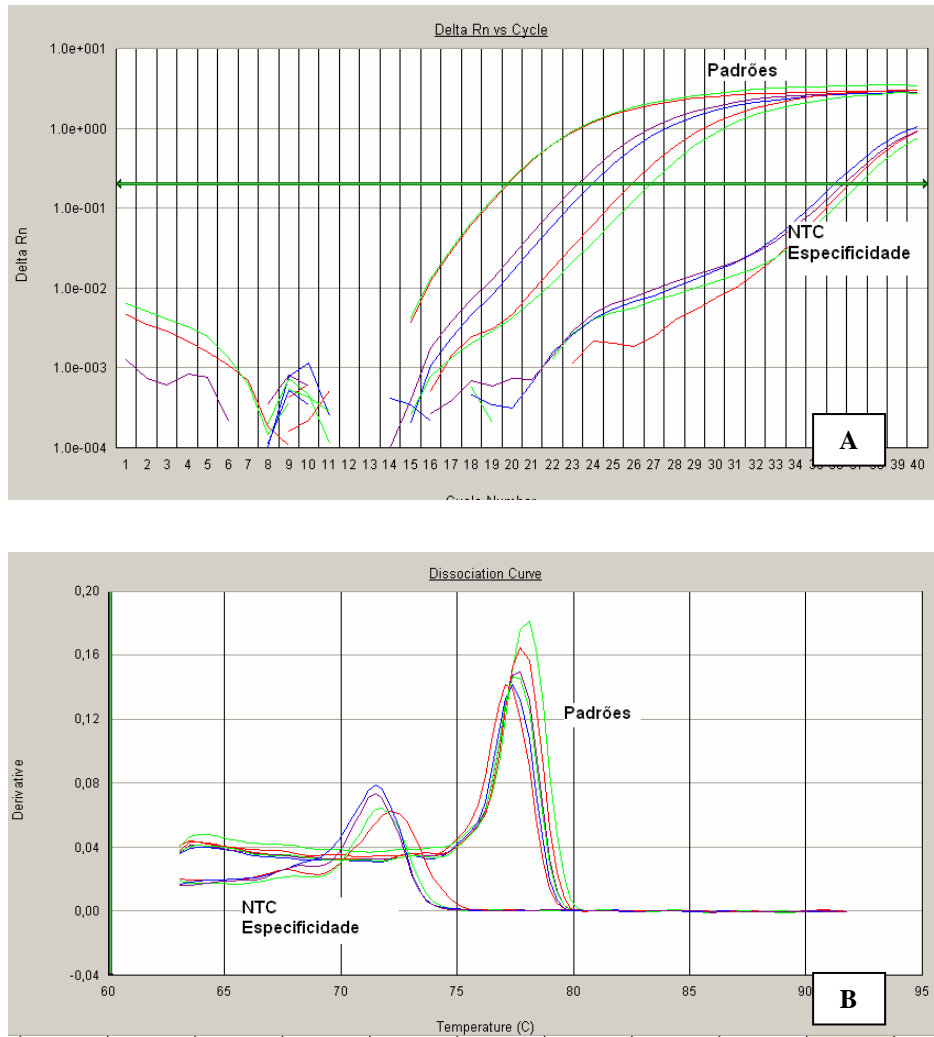 Delta Rn vs Cycle
1.0e+001
Padrões
1.0e+000
1.0e-001
NTC
Especificidade
1.0e-002
1.0e-003
1.0e-004
Delta Rn
A
1 2 3 4 5 6 7 8 9 10 11 12 13 14 15 16 17 18 19 20 21 22 23 24 25 26 27 28 29 30 31 32 33 34 35 36 37 38 39 40
Cycle Number
Dissociation Curve
0,20
0,16
0,12
Padrões
0,08
0,04
NTC
Especificidade
0,00
-0,04
Derivative
B
60 65 70 75 80 85 90 95
Temperature (C)